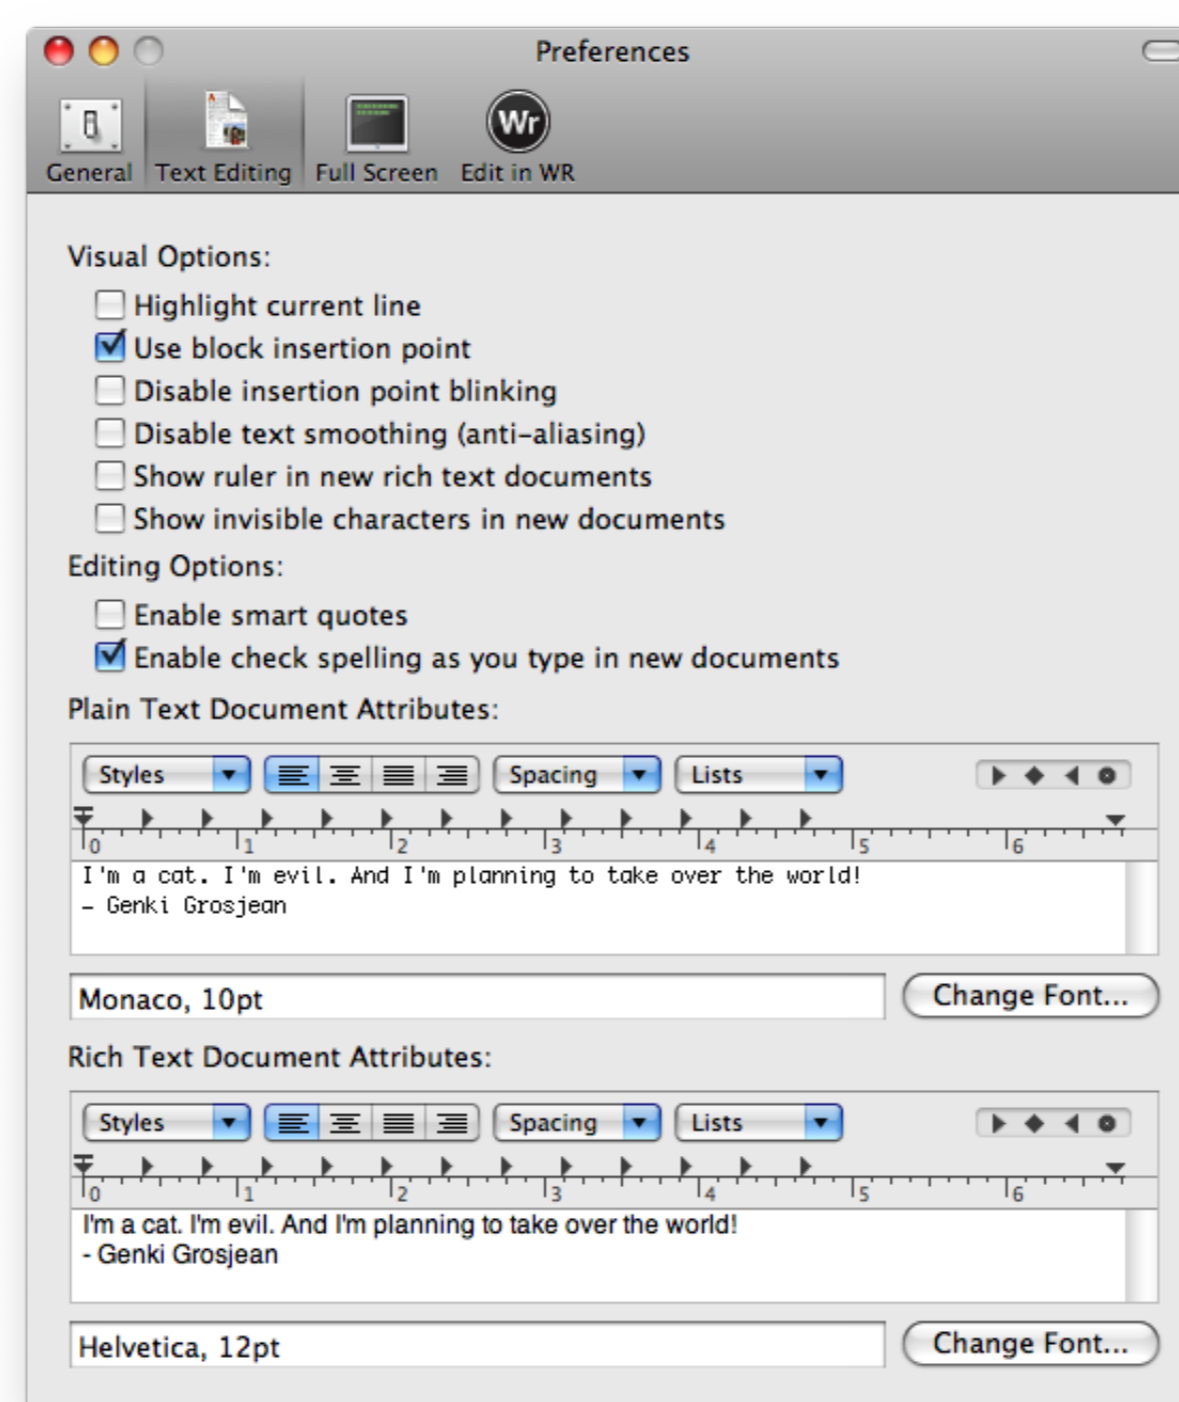 Preferences
Wr
General Text Editing Full Screen Edit in WR
Visual Options:
Highlight current line
Use block insertion point
Disable insertion point blinking
Disable text smoothing (anti-aliasing)
Show ruler in new rich text documents
Show invisible characters in new documents
Editing Options:
Enable smart quotes
Enable check spelling as you type in new documents
Plain Text Document Attributes:
Styles Spacing Lists
0 1 2 3 4 5 6
I'm a cat. I'm evil. And I'm planning to take over the world!
- Genki Grosjean
Monaco, 10pt Change Font...
Rich Text Document Attributes:
Styles Spacing Lists
0 1 2 3 4 5 6
I'm a cat. I'm evil. And I'm planning to take over the world!
- Genki Grosjean
Helvetica, 12pt Change Font...